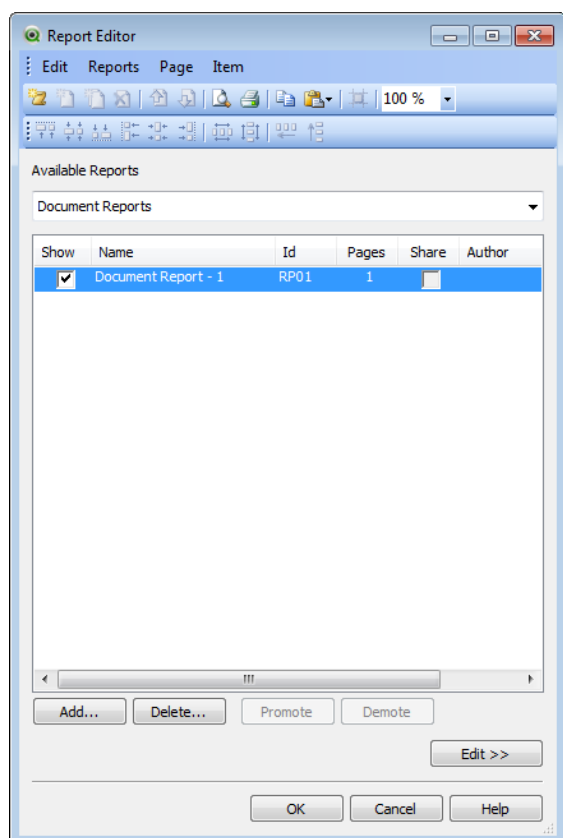 Report Editor
Edit Reports Page Item
100 %
Available Reports
Document Reports
Show Name Id Pages Share Author
Document Report - 1 RP01 1
Add... Delete... Promote Demote
Edit >>
OK Cancel Help